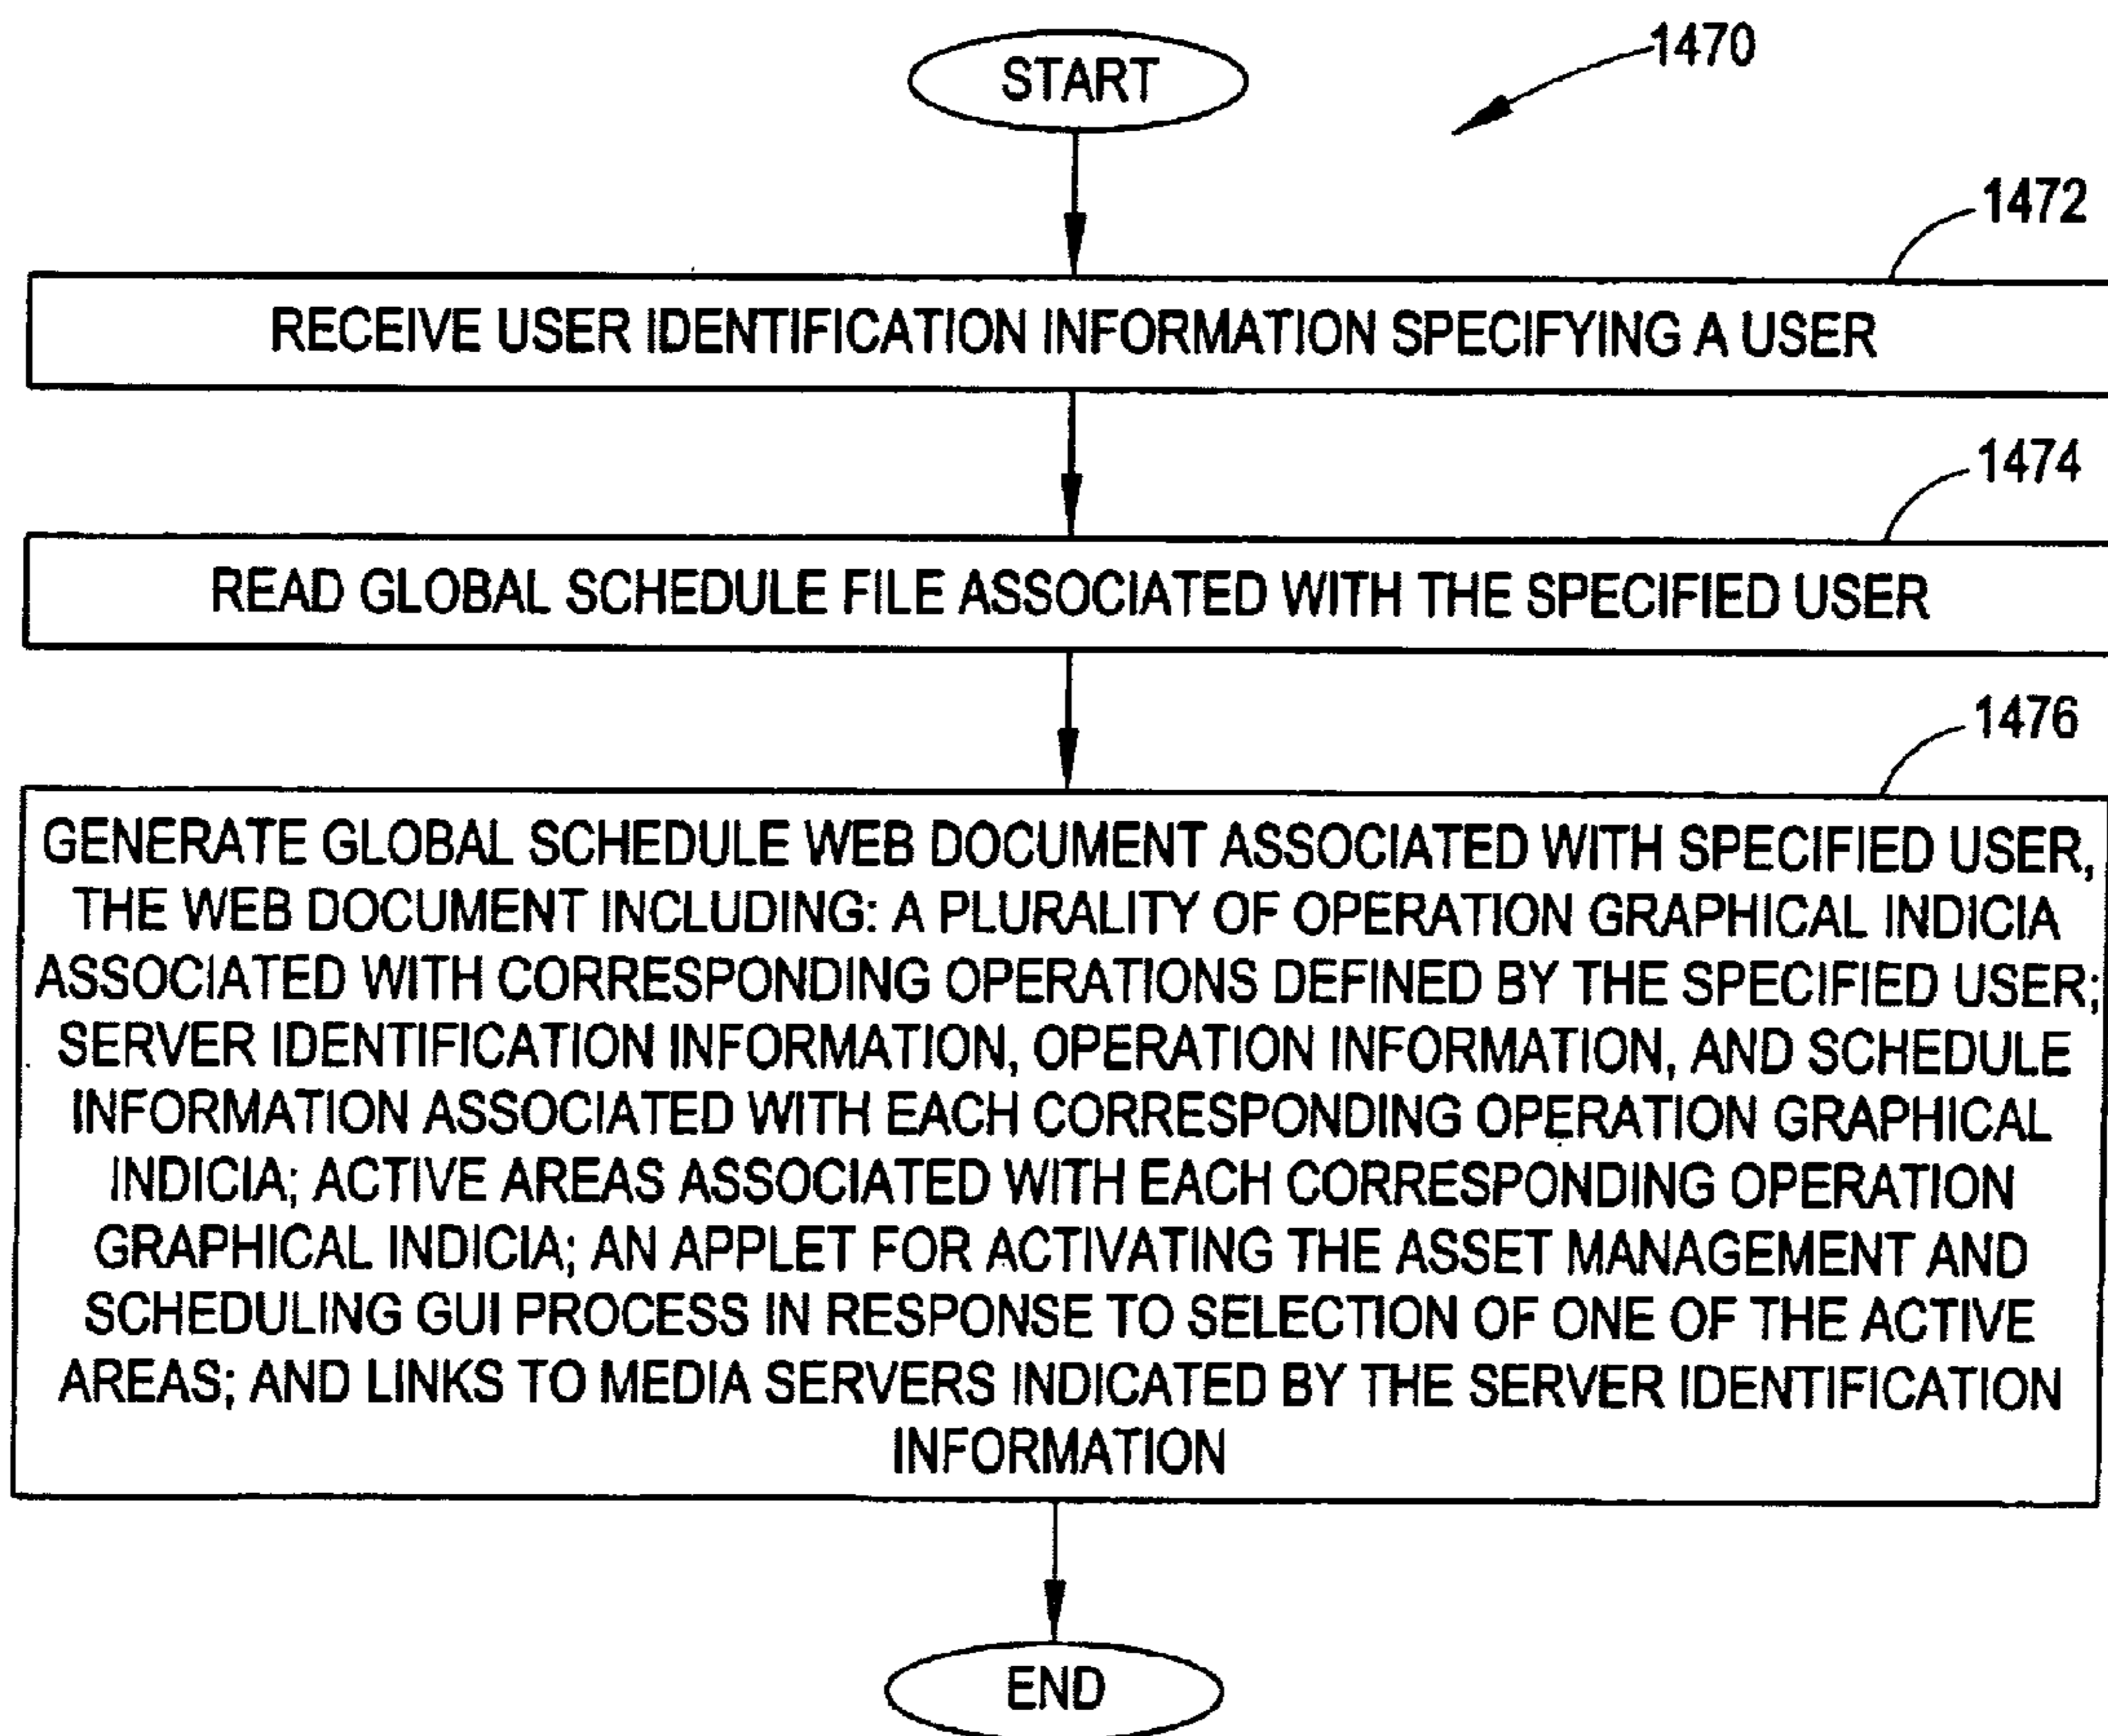 START
1470
1472
RECEIVE USER IDENTIFICATION INFORMATION SPECIFYING A USER
1474
READ GLOBAL SCHEDULE FILE ASSOCIATED WITH THE SPECIFIED USER
1476
GENERATE GLOBAL SCHEDULE WEB DOCUMENT ASSOCIATED WITH SPECIFIED USER,
THE WEB DOCUMENT INCLUDING: A PLURALITY OF OPERATION GRAPHICAL INDICIA
ASSOCIATED WITH CORRESPONDING OPERATIONS DEFINED BY THE SPECIFIED USER;
SERVER IDENTIFICATION INFORMATION, OPERATION INFORMATION, AND SCHEDULE
INFORMATION ASSOCIATED WITH EACH CORRESPONDING OPERATION GRAPHICAL
INDICIA; ACTIVE AREAS ASSOCIATED WITH EACH CORRESPONDING OPERATION
GRAPHICAL INDICIA; AN APPLET FOR ACTIVATING THE ASSET MANAGEMENT AND
SCHEDULING GUI PROCESS IN RESPONSE TO SELECTION OF ONE OF THE ACTIVE
AREAS; AND LINKS TO MEDIA SERVERS INDICATED BY THE SERVER IDENTIFICATION
INFORMATION
END